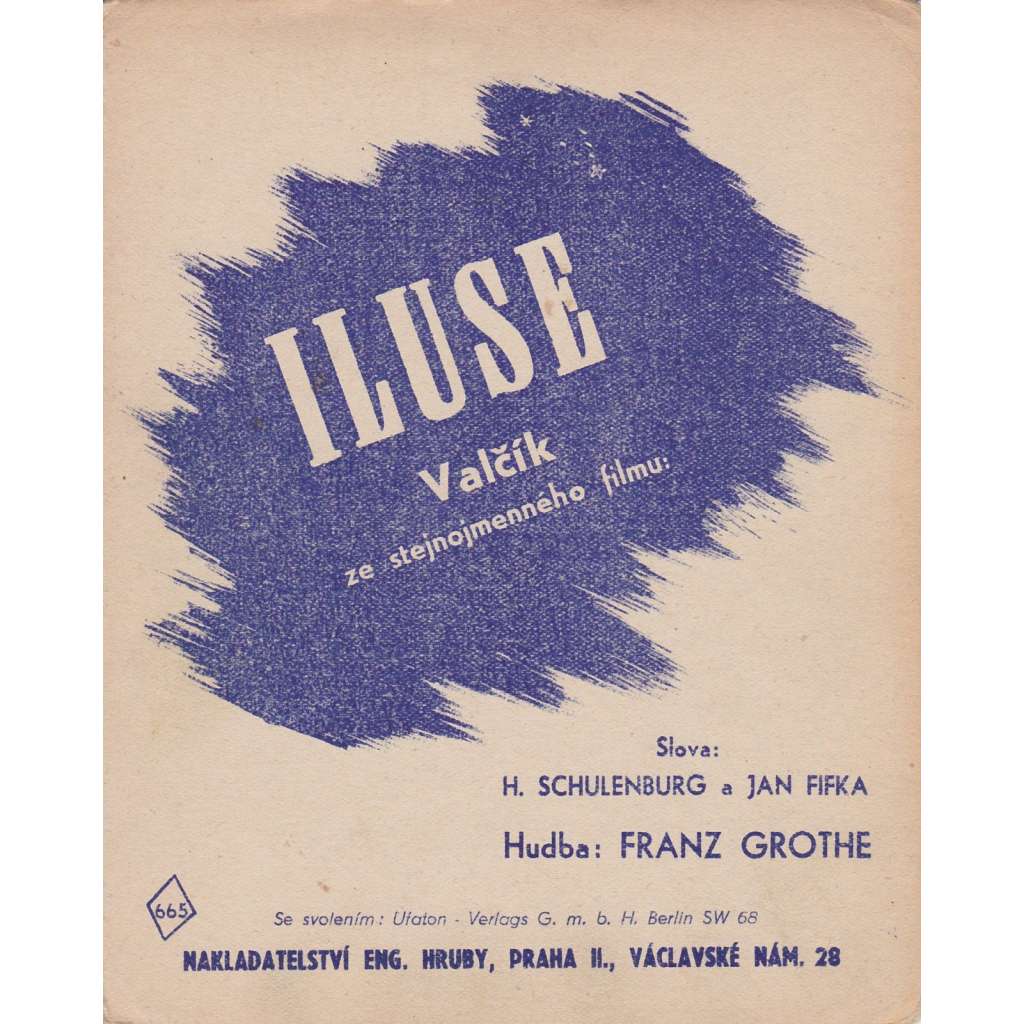 ILUSE
Valčík
ze stejnojmenného filmu:
Slova:
H. SCHULENBURG a JAN FIFKA
Hudba: FRANZ GROTHE
665
Se svolením: Ufaton - Verlags G. m. b. H. Berlin SW 68
NAKLADATELSTVÍ ENG. HRUBY, PRAHA II., VÁCLAVSKÉ NÁM. 28